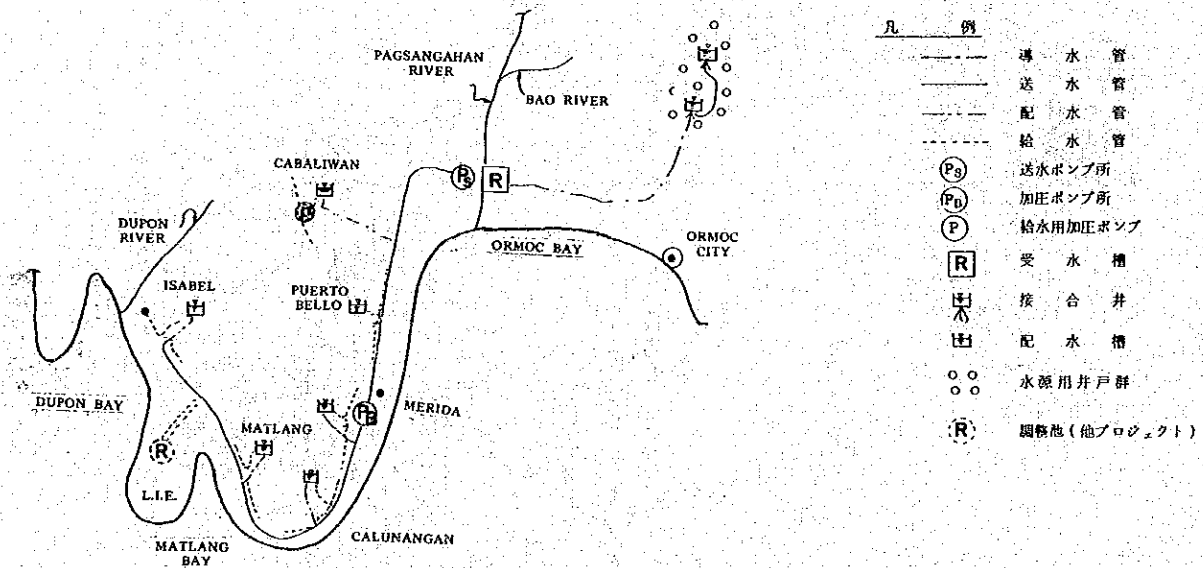 PAGSANGAHAN
RIVER
BAO RIVER
CABALIWAN
DUPON
RIVER
ISABEL
PUERTO
BELLO
ORMOC BAY
ORMOC
CITY
DUPON BAY
MERIDA
MATLANG
L.I.E.
MATLANG
BAY
CALUNANGAN
PS
R
PB
R
凡 例
導 水 管
送 水 管
配 水 管
給 水 管
PS 送水ポンプ所
PB 加圧ポンプ所
P 給水用加圧ポンプ
R 受 水 槽
接 合 井
配 水 槽
水源用井戸群
R 調整池(他プロジェクト)